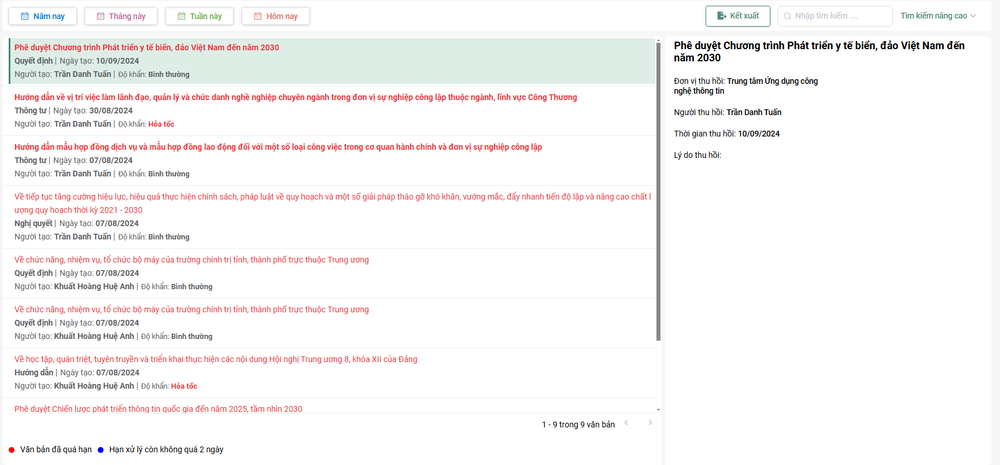 Năm nay
Tháng này
Tuần này
Hôm nay
Kết xuất
Nhập tìm kiếm ....
Tìm kiếm nâng cao
Phê duyệt Chương trình Phát triển y tế biển, đảo Việt Nam đến năm 2030
Quyết định | Ngày tạo: 10/09/2024
Người tạo: Trần Danh Tuấn | Độ khẩn: Bình thường
Hướng dẫn về vị trí việc làm lãnh đạo, quản lý và chức danh nghề nghiệp chuyên ngành trong đơn vị sự nghiệp công lập thuộc ngành, lĩnh vực Công Thương
Thông tư | Ngày tạo: 30/08/2024
Người tạo: Trần Danh Tuấn | Độ khẩn: Hỏa tốc
Hướng dẫn mẫu hợp đồng dịch vụ và mẫu hợp đồng lao động đối với một số loại công việc trong cơ quan hành chính và đơn vị sự nghiệp công lập
Thông tư | Ngày tạo: 07/08/2024
Người tạo: Trần Danh Tuấn | Độ khẩn: Bình thường
Về tiếp tục tăng cường hiệu lực, hiệu quả thực hiện chính sách, pháp luật về quy hoạch và một số giải pháp tháo gỡ khó khăn, vướng mắc, đẩy nhanh tiến độ lập và nâng cao chất l
ượng quy hoạch thời kỳ 2021 - 2030
Nghị quyết | Ngày tạo: 07/08/2024
Người tạo: Trần Danh Tuấn | Độ khẩn: Bình thường
Về chức năng, nhiệm vụ, tổ chức bộ máy của trường chính trị tỉnh, thành phố trực thuộc Trung ương
Quyết định | Ngày tạo: 07/08/2024
Người tạo: Khuất Hoàng Huệ Anh | Độ khẩn: Bình thường
Về chức năng, nhiệm vụ, tổ chức bộ máy của trường chính trị tỉnh, thành phố trực thuộc Trung ương
Quyết định | Ngày tạo: 07/08/2024
Người tạo: Khuất Hoàng Huệ Anh | Độ khẩn: Bình thường
Về học tập, quán triệt, tuyên truyền và triển khai thực hiện các nội dung Hội nghị Trung ương 8, khóa XII của Đảng
Hướng dẫn | Ngày tạo: 07/08/2024
Người tạo: Khuất Hoàng Huệ Anh | Độ khẩn: Hỏa tốc
Phê duyệt Chiến lược phát triển thông tin quốc gia đến năm 2025, tầm nhìn 2030
1 - 9 trong 9 văn bản
Văn bản đã quá hạn
Hạn xử lý còn không quá 2 ngày
Phê duyệt Chương trình Phát triển y tế biển, đảo Việt Nam đến
năm 2030
Đơn vị thu hồi: Trung tâm Ứng dụng công
nghệ thông tin
Người thu hồi: Trần Danh Tuấn
Thời gian thu hồi: 10/09/2024
Lý do thu hồi: